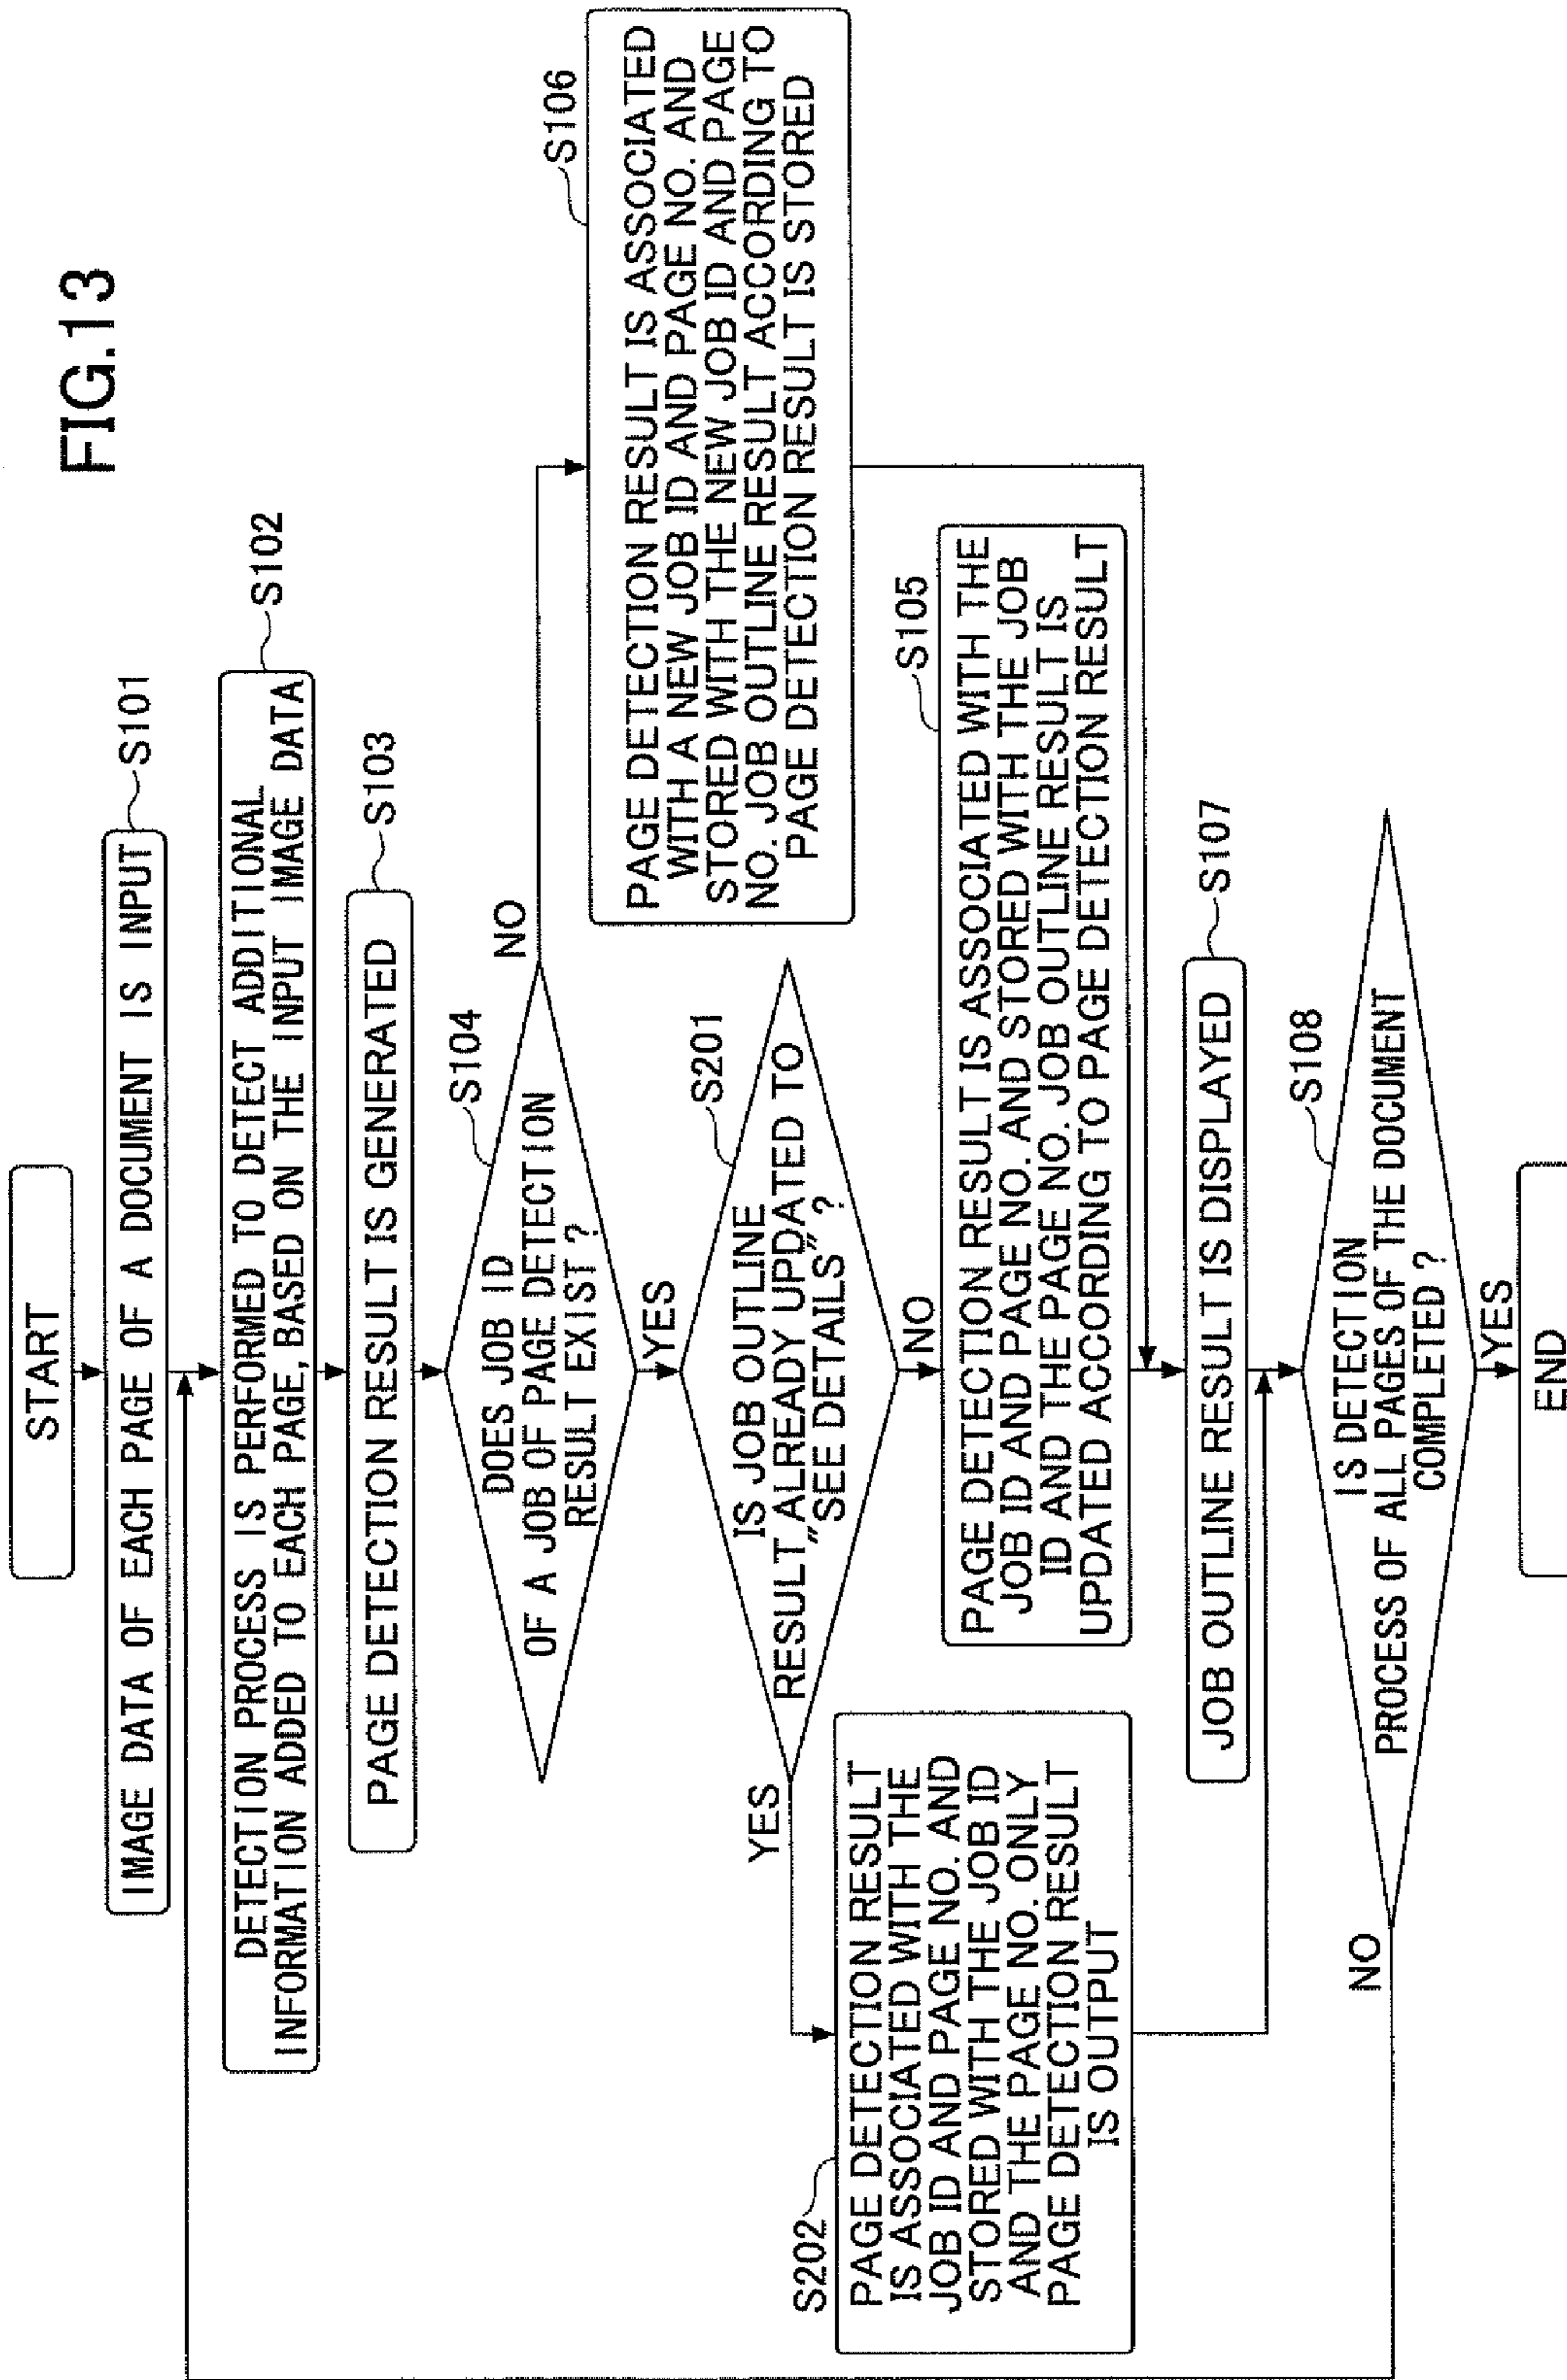 FIG.13
START
IMAGE DATA OF EACH PAGE OF A DOCUMENT IS INPUT
S101
DETECTION PROCESS IS PERFORMED TO DETECT ADDITIONAL
INFORMATION ADDED TO EACH PAGE, BASED ON THE INPUT IMAGE DATA
S102
PAGE DETECTION RESULT IS GENERATED
S103
DOES JOB ID
OF A JOB OF PAGE DETECTION
RESULT EXIST ?
S104
NO
YES
PAGE DETECTION RESULT IS ASSOCIATED
WITH A NEW JOB ID AND PAGE NO. AND
STORED WITH THE NEW JOB ID AND PAGE
NO. JOB OUTLINE RESULT ACCORDING TO
PAGE DETECTION RESULT IS STORED
S106
IS JOB OUTLINE
RESULT ALREADY UPDATED TO
"SEE DETAILS" ?
S201
YES
NO
S202
PAGE DETECTION RESULT
IS ASSOCIATED WITH THE
JOB ID AND PAGE NO. AND
STORED WITH THE JOB ID
AND THE PAGE NO. ONLY
PAGE DETECTION RESULT
IS OUTPUT
PAGE DETECTION RESULT IS ASSOCIATED WITH THE
JOB ID AND PAGE NO. AND STORED WITH THE JOB
ID AND THE PAGE NO. JOB OUTLINE RESULT IS
UPDATED ACCORDING TO PAGE DETECTION RESULT
S105
JOB OUTLINE RESULT IS DISPLAYED
S107
IS DETECTION
PROCESS OF ALL PAGES OF THE DOCUMENT
COMPLETED ?
S108
NO
YES
END